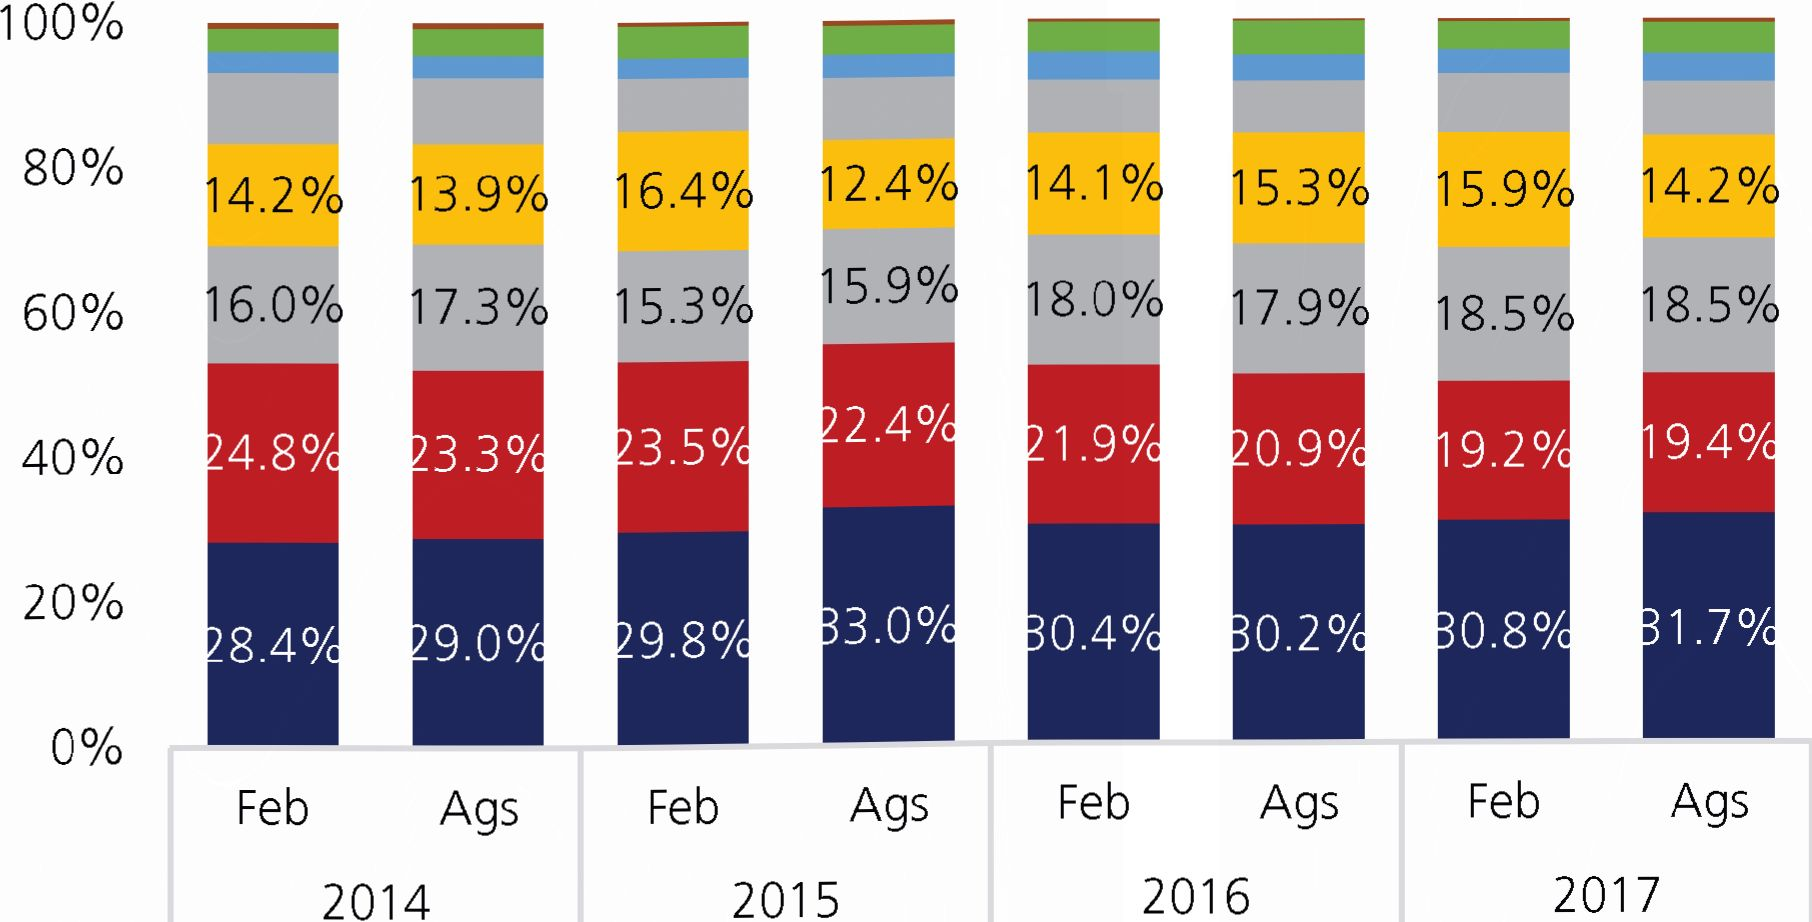 100%
80%
60%
40%
20%
0%
14.2% 13.9% 16.4% 12.4% 14.1% 15.3% 15.9% 14.2%
16.0% 17.3% 15.3% 15.9% 18.0% 17.9% 18.5% 18.5%
24.8% 23.3% 23.5% 22.4% 21.9% 20.9% 19.2% 19.4%
28.4% 29.0% 29.8% 33.0% 30.4% 30.2% 30.8% 31.7%
Feb Ags Feb Ags Feb Ags Feb Ags
2014 2015 2016 2017